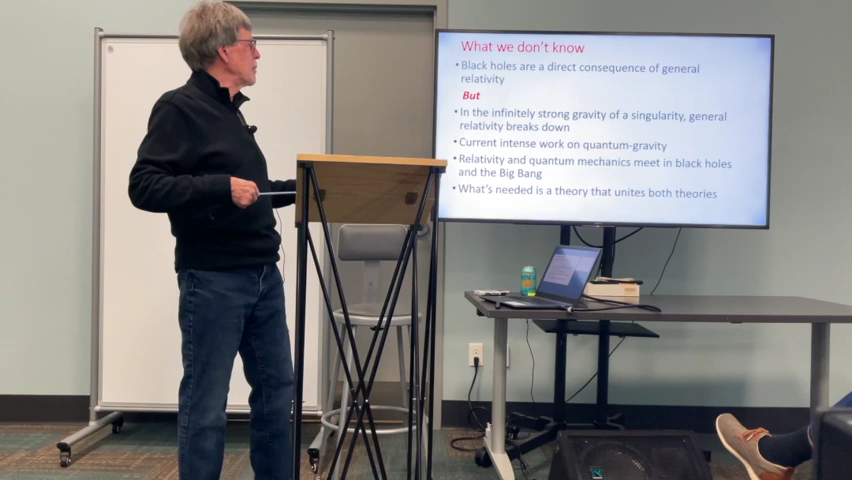 What we don't know
• Black holes are a direct consequence of general
relativity
But
• In the infinitely strong gravity of a singularity, general
relativity breaks down
• Current intense work on quantum-gravity
• Relativity and quantum mechanics meet in black holes
and the Big Bang
• What's needed is a theory that unites both theories